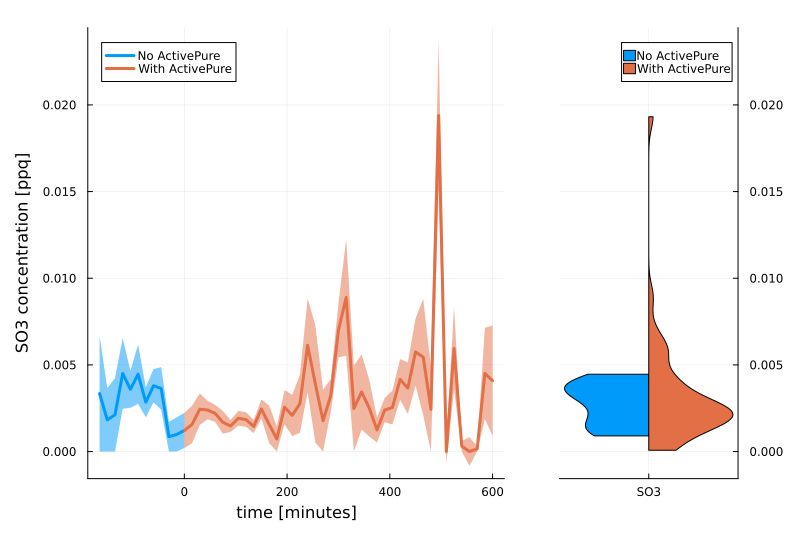 No ActivePure
With ActivePure
SO3 concentration [ppq]
0.020
0.015
0.010
0.005
0.000
0
200
400
600
time [minutes]
No ActivePure
With ActivePure
0.020
0.015
0.010
0.005
0.000
SO3